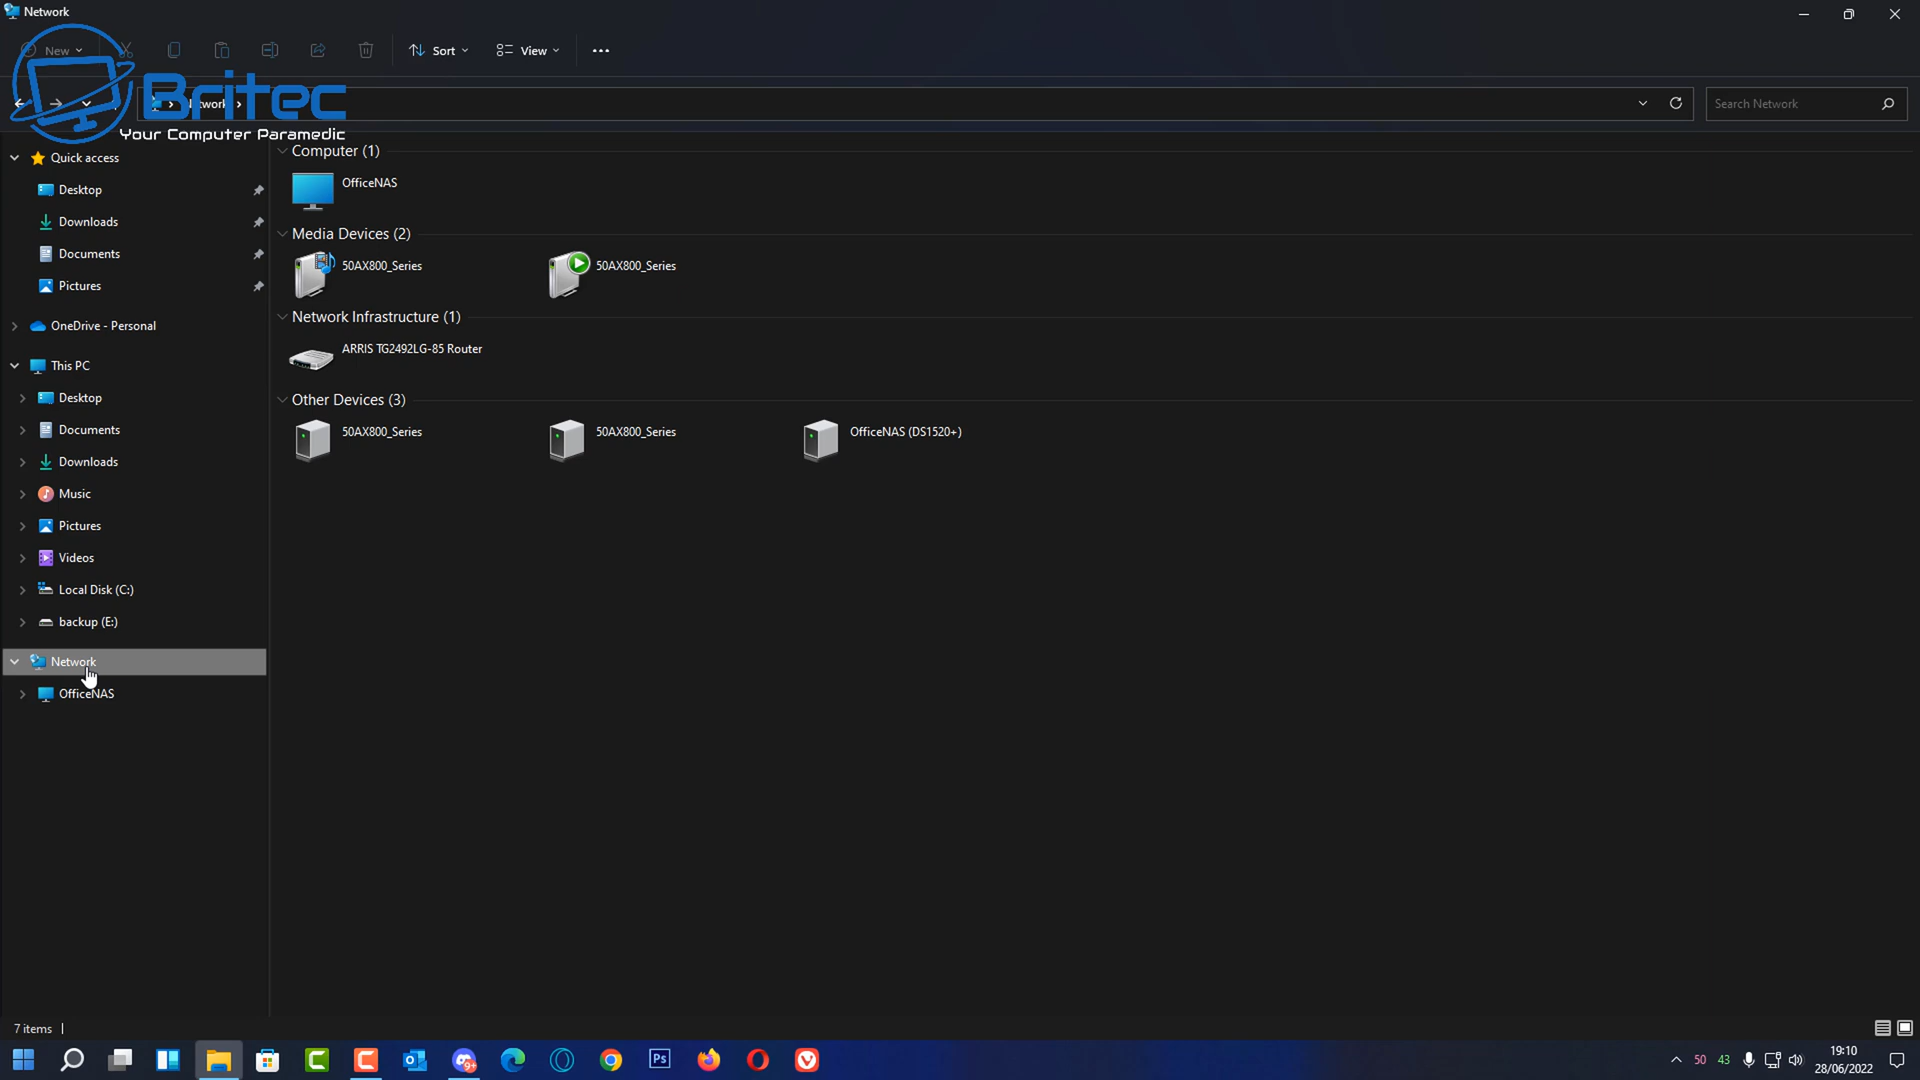 Network
New
Sort
View
Britec
Your Computer Paramedic
Network
Search Network
Quick access
Desktop
Downloads
Documents
Pictures
OneDrive - Personal
This PC
Desktop
Documents
Downloads
Music
Pictures
Videos
Local Disk (C:)
backup (E:)
Network
OfficeNAS
Computer (1)
OfficeNAS
Media Devices (2)
50AX800_Series
50AX800_Series
Network Infrastructure (1)
ARRIS TG2492LG-85 Router
Other Devices (3)
50AX800_Series
50AX800_Series
OfficeNAS (DS1520+)
7 items
Ps
9+
50 43
19:10
28/06/2022